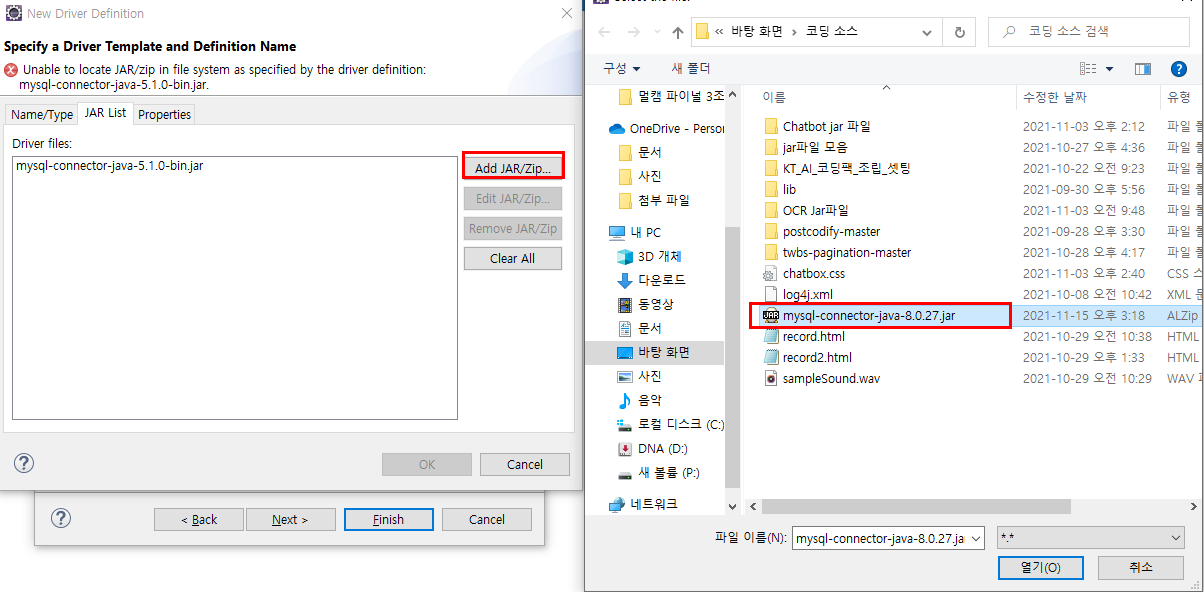 New Driver Definition
Specify a Driver Template and Definition Name
Unable to locate JAR/zip in file system as specified by the driver definition:
mysql-connector-java-5.1.0-bin.jar.
Name/Type JAR List Properties
Driver files:
mysql-connector-java-5.1.0-bin.jar
Add JAR/Zip...
Edit JAR/Zip...
Remove JAR/Zip
Clear All
OK Cancel
< Back Next > Finish Cancel
« 바탕 화면 › 코딩 소스
코딩 소스 검색
구성 새 폴더
멀캠 파이널 3조
OneDrive - Person
문서
사진
첨부 파일
내 PC
3D 개체
다운로드
동영상
문서
바탕 화면
사진
음악
로컬 디스크 (C:)
DNA (D:)
새 볼륨 (P:)
네트워크
이름 수정한 날짜 유형
Chatbot jar 파일 2021-11-03 오후 2:12 파일
jar파일 모음 2021-10-27 오후 4:36 파일
KT_AI_코딩팩_조립_셋팅 2021-10-22 오전 9:23 파일
lib 2021-09-30 오후 5:56 파일
OCR Jar파일 2021-11-03 오전 9:48 파일
postcodify-master 2021-09-28 오후 3:30 파일
twbs-pagination-master 2021-10-28 오후 4:17 파일
chatbox.css 2021-11-03 오후 2:40 CSS
log4j.xml 2021-10-08 오전 10:42 XML
mysql-connector-java-8.0.27.jar 2021-11-15 오후 3:18 ALZip
record.html 2021-10-29 오전 10:38 HTML
record2.html 2021-10-29 오후 1:33 HTML
sampleSound.wav 2021-10-29 오전 10:29 WAV
파일 이름(N): mysql-connector-java-8.0.27.jar *.*
열기(O) 취소